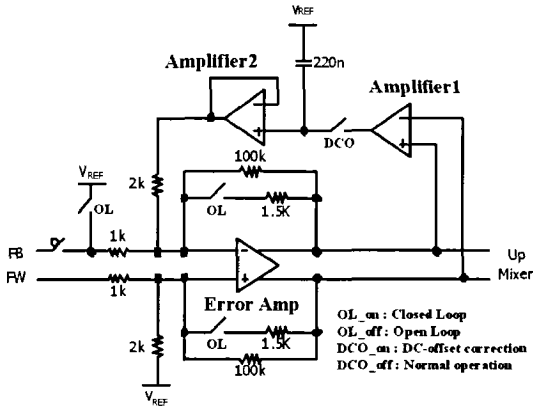 VREF
Amplifier2
220n
Amplifier1
DCO
100k
VREF
2k
OL
OL
1.5K
1k
FB
Up
FW
Mixer
1k
Error Amp
OL
1.5K
2k
100k
VREF
OL_on : Closed Loop
OL_off : Open Loop
DCO_on : DC-offset correction
DCO_off : Normal operation